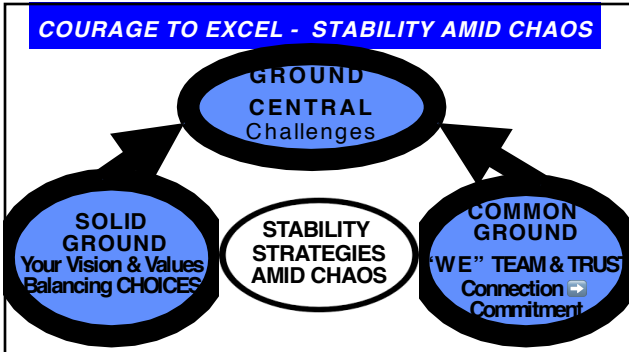 COURAGE TO EXCEL - STABILITY AMID CHAOS
GROUND
CENTRAL
Challenges
SOLID
GROUND
Your Vision & Values
Balancing CHOICES
STABILITY
STRATEGIES
AMID CHAOS
COMMON
GROUND
"WE" TEAM & TRUST
Connection ➡
Commitment